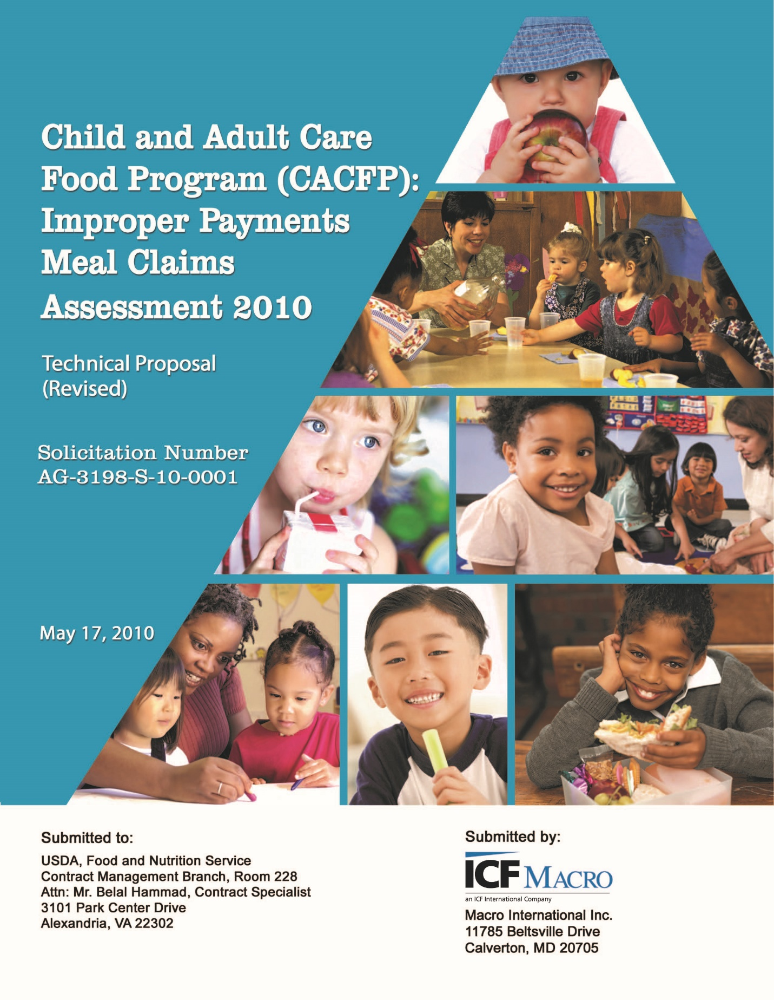 Child and Adult Care
Food Program (CACFP):
Improper Payments
Meal Claims
Assessment 2010
Technical Proposal
(Revised)
Solicitation Number
AG-3198-S-10-0001
May 17, 2010
Submitted to:
USDA, Food and Nutrition Service
Contract Management Branch, Room 228
Attn: Mr. Belal Hammad, Contract Specialist
3101 Park Center Drive
Alexandria, VA 22302
Submitted by:
ICF MACRO
an ICF International Company
Macro International Inc.
11785 Beltsville Drive
Calverton, MD 20705